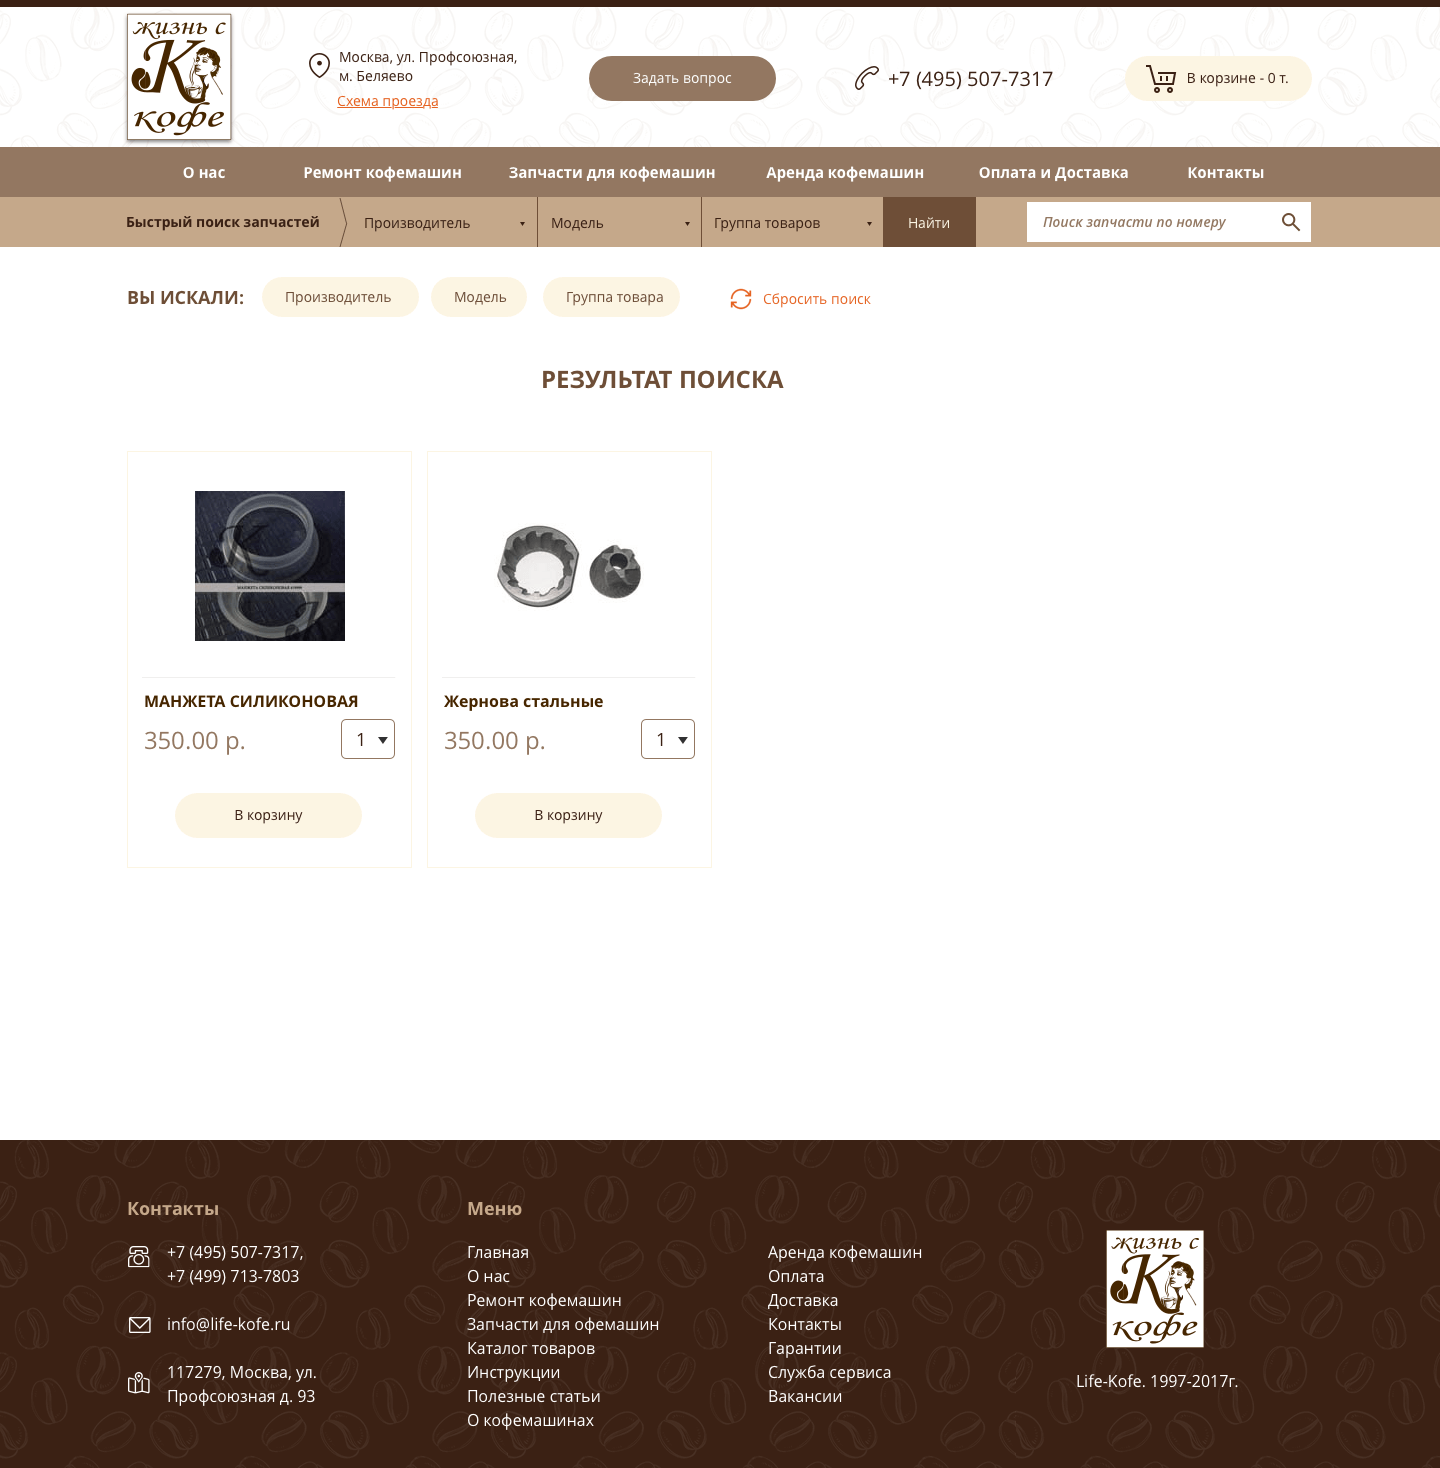 жизнь с
К
кофе
Москва, ул. Профсоюзная,
м. Беляево
Схема проезда
Задать вопрос
+7 (495) 507-7317
В корзине - 0 т.
О нас
Ремонт кофемашин
Запчасти для кофемашин
Аренда кофемашин
Оплата и Доставка
Контакты
Быстрый поиск запчастей
Производитель
Модель
Группа товаров
Найти
Поиск запчасти по номеру
ВЫ ИСКАЛИ:
Производитель
Модель
Группа товара
Сбросить поиск
РЕЗУЛЬТАТ ПОИСКА
МАНЖЕТА СИЛИКОНОВАЯ
МАНЖЕТА СИЛИКОНОВАЯ
350.00 р.
1
В корзину
Жернова стальные
350.00 р.
1
В корзину
Контакты
+7 (495) 507-7317,
+7 (499) 713-7803
info@life-kofe.ru
117279, Москва, ул.
Профсоюзная д. 93
Меню
Главная
О нас
Ремонт кофемашин
Запчасти для офемашин
Каталог товаров
Инструкции
Полезные статьи
О кофемашинах
Аренда кофемашин
Оплата
Доставка
Контакты
Гарантии
Служба сервиса
Вакансии
жизнь с
К
кофе
Life-Kofe. 1997-2017г.